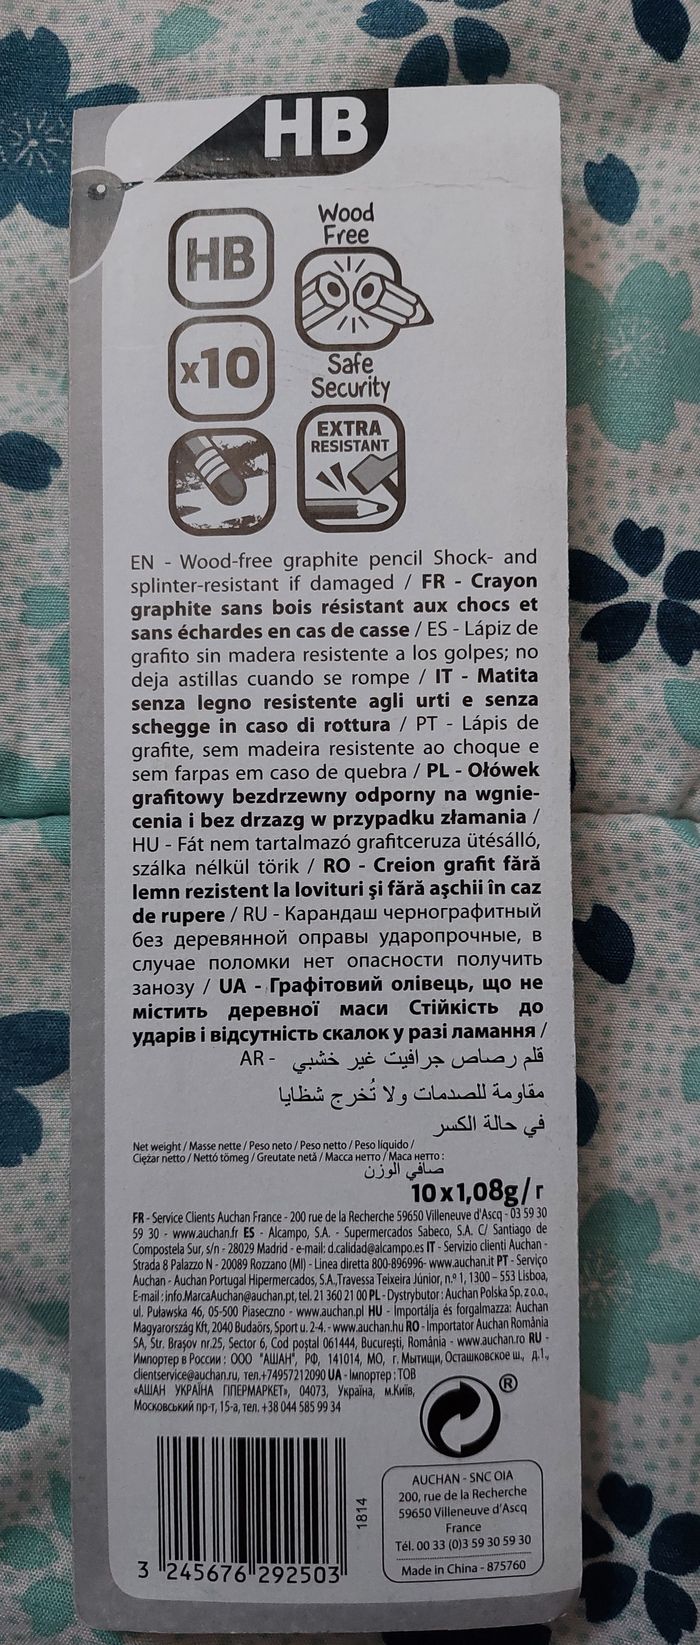 HB
HB
x10
Wood
Free
Safe
Security
EXTRA
RESISTANT
EN - Wood-free graphite pencil Shock- and
splinter-resistant if damaged / FR - Crayon
graphite sans bois résistant aux chocs et
sans échardes en cas de casse / ES - Lápiz de
grafito sin madera resistente a los golpes; no
deja astillas cuando se rompe / IT - Matita
senza legno resistente agli urti e senza
schegge in caso di rottura / PT - Lápis de
grafite, sem madeira resistente ao choque e
sem farpas em caso de quebra / PL - Ołówek
grafitowy bezdrzewny odporny na wgnie-
cenia i bez drzazg w przypadku złamania /
HU - Fát nem tartalmazó grafitceruza ütésálló,
szálka nélkül törik / RO - Creion grafit fără
lemn rezistent la lovituri şi fără aşchii în caz
de rupere / RU - Карандаш чернографитный
без деревянной оправы ударопрочные, в
случае поломки нет опасности получить
занозу / UA - Графітовий олівець, що не
містить деревної маси Стійкість до
ударів і відсутність скалок у разі ламання /
AR - قلم رصاص جرافيت غير خشبي
مقاومة للصدمات ولا تُخرج شظايا
في حالة الكسر
Net weight / Masse nette / Peso neto / Peso netto / Peso líquido /
Ciężar netto / Nettó tömeg / Greutate netă / Масса нетто / Маса нетто :
صافي الوزن
10 x 1,08g/ г
FR - Service Clients Auchan France - 200 rue de la Recherche 59650 Villeneuve d'Ascq - 03 59 30
59 30 - www.auchan.fr ES - Alcampo, S.A. - Supermercados Sabeco, S.A. C/ Santiago de
Compostela Sur, s/n - 28029 Madrid - e-mail: d.calidad@alcampo.es IT - Servizio clienti Auchan -
Strada 8 Palazzo N - 20089 Rozzano (MI) - Linea diretta 800-896996- www.auchan.it PT - Serviço
Auchan - Auchan Portugal Hipermercados, S.A.,Travessa Teixeira Júnior, n.º 1, 1300 – 553 Lisboa,
E-mail : info.MarcaAuchan@auchan.pt, tel. 21 360 21 00 PL - Dystrybutor : Auchan Polska Sp. z o.o.,
ul. Puławska 46, 05-500 Piaseczno - www.auchan.pl HU - Importálja és forgalmazza: Auchan
Magyarország Kft, 2040 Budaörs, Sport u. 2-4. - www.auchan.hu RO - Importator Auchan România
SA, Str. Braşov nr.25, Sector 6, Cod poştal 061444, Bucureşti, România - www.auchan.ro RU -
Импортер в России : ООО "АШАН", РФ, 141014, МО, г. Мытищи, Осташковское ш., д.1.,
clientservice@auchan.ru, тел.+74957212090 UA - Імпортер : ТОВ
«АШАН УКРАЇНА ГІПЕРМАРКЕТ», 04073, Україна, м.Київ,
Московський пр-т, 15-а, тел. +38 044 585 99 34
®
1814
3 245676 292503
AUCHAN - SNC OIA
200, rue de la Recherche
59650 Villeneuve d'Ascq
France
Tél. 00 33 (0)3 59 30 59 30
Made in China - 875760